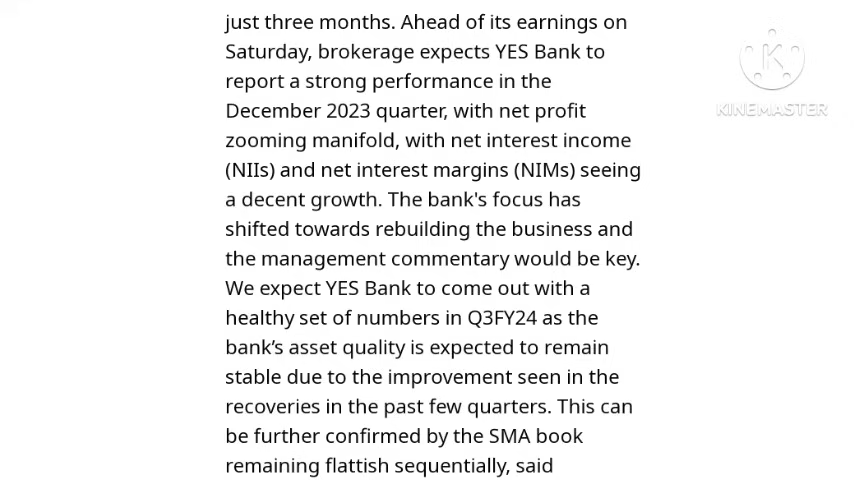 just three months. Ahead of its earnings on
Saturday, brokerage expects YES Bank to
report a strong performance in the
December 2023 quarter, with net profit
zooming manifold, with net interest income
(NIIs) and net interest margins (NIMs) seeing
a decent growth. The bank's focus has
shifted towards rebuilding the business and
the management commentary would be key.
We expect YES Bank to come out with a
healthy set of numbers in Q3FY24 as the
bank’s asset quality is expected to remain
stable due to the improvement seen in the
recoveries in the past few quarters. This can
be further confirmed by the SMA book
remaining flattish sequentially, said
KINEMASTER